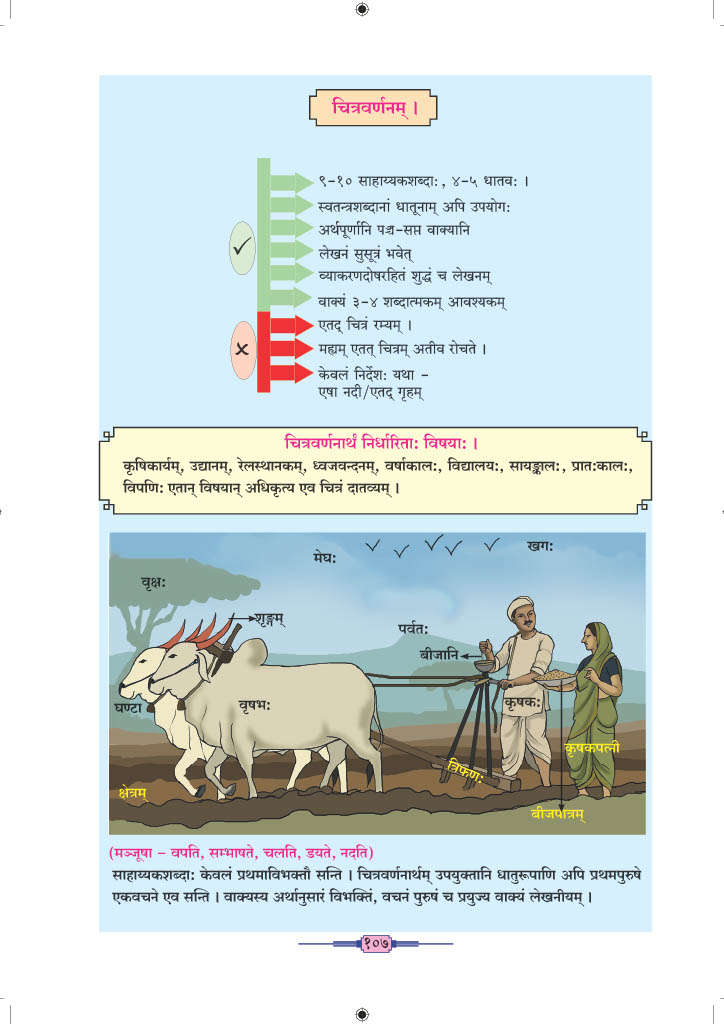 चित्रवर्णनम् ।
९-१० साहाय्यकशब्दाः, ४-५ धातवः ।
स्वतन्त्रशब्दानां धातूनाम् अपि उपयोगः
अर्थपूर्णानि पञ्च-सप्त वाक्यानि
लेखनं सुसूत्रं भवेत्
व्याकरणदोषरहितं शुद्धं च लेखनम्
वाक्यं ३-४ शब्दात्मकम् आवश्यकम्
एतद् चित्रं रम्यम् ।
मह्यम् एतत् चित्रम् अतीव रोचते ।
केवलं निर्देशः यथा -
एषा नदी/एतद् गृहम्
चित्रवर्णनार्थं निर्धारिताः विषयाः ।
कृषिकार्यम्, उद्यानम्, रेलस्थानकम्, ध्वजवन्दनम्, वर्षाकालः, विद्यालयः, सायङ्कालः, प्रातःकालः,
विपणिः एतान् विषयान् अधिकृत्य एव चित्रं दातव्यम् ।
मेघः
खगः
वृक्षः
शृङ्गम्
पर्वतः
बीजानि
घण्टा
वृषभः
कृषकः
कृषकपत्नी
त्रिफणः
क्षेत्रम्
बीजपात्रम्
(मञ्जूषा - वपति, सम्भाषते, चलति, डयते, नदति)
साहाय्यकशब्दाः केवलं प्रथमाविभक्तौ सन्ति । चित्रवर्णनार्थम् उपयुक्तानि धातुरूपाणि अपि प्रथमपुरुषे
एकवचने एव सन्ति । वाक्यस्य अर्थानुसारं विभक्तिं, वचनं पुरुषं च प्रयुज्य वाक्यं लेखनीयम् ।
१०७